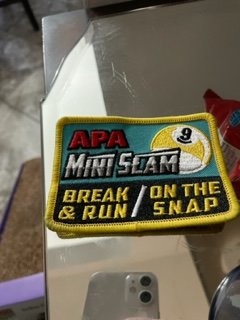 APA
9
MINI SLAM
BREAK / ON THE
& RUN / SNAP